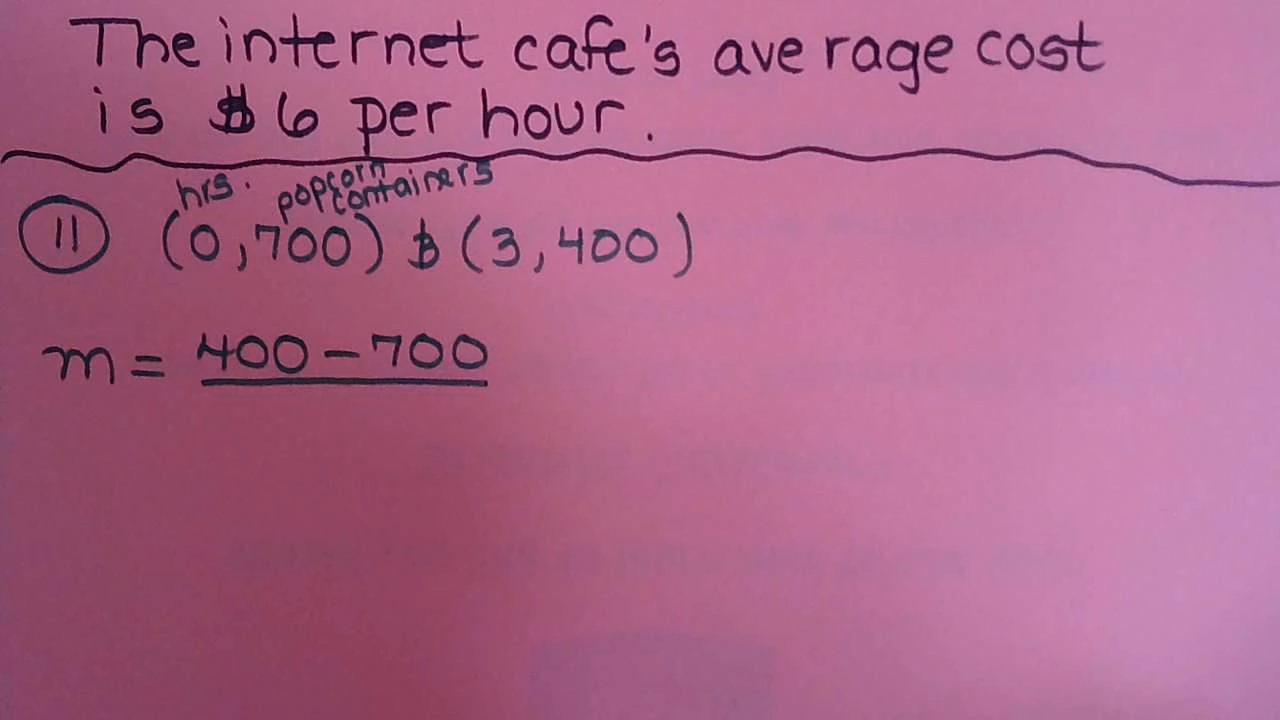 The internet cafe's average cost
is $6 per hour.
hrs. popcorn
containers
11 (0,700) & (3,400)
m = 400 - 700